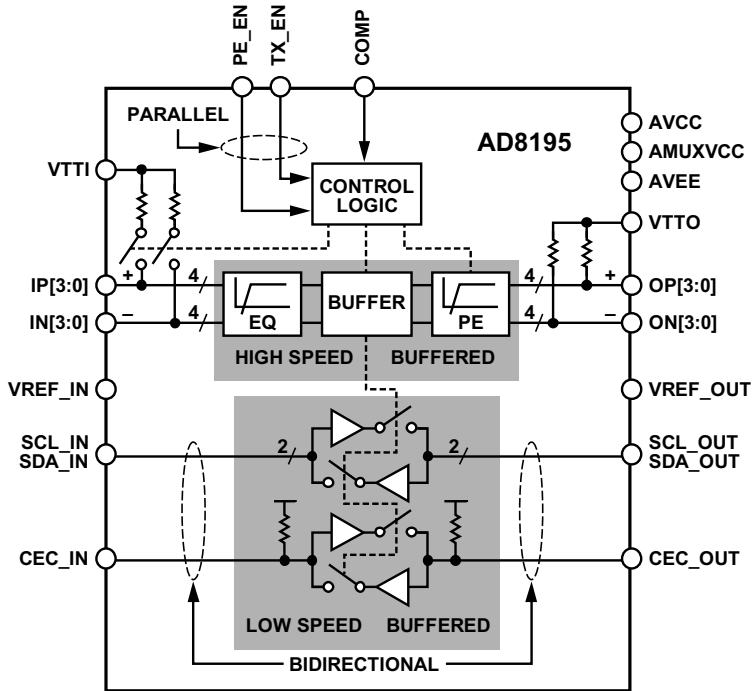 PE_EN
TX_EN
COMP
PARALLEL
AD8195
AVCC
AMUXVCC
AVEE
VTTI
CONTROL
LOGIC
VTTO
IP[3:0]
+
4
4
+
OP[3:0]
BUFFER
IN[3:0]
–
4
EQ
PE
4
–
ON[3:0]
HIGH SPEED
BUFFERED
VREF_IN
VREF_OUT
SCL_IN
SDA_IN
2
2
SCL_OUT
SDA_OUT
CEC_IN
CEC_OUT
LOW SPEED
BUFFERED
BIDIRECTIONAL